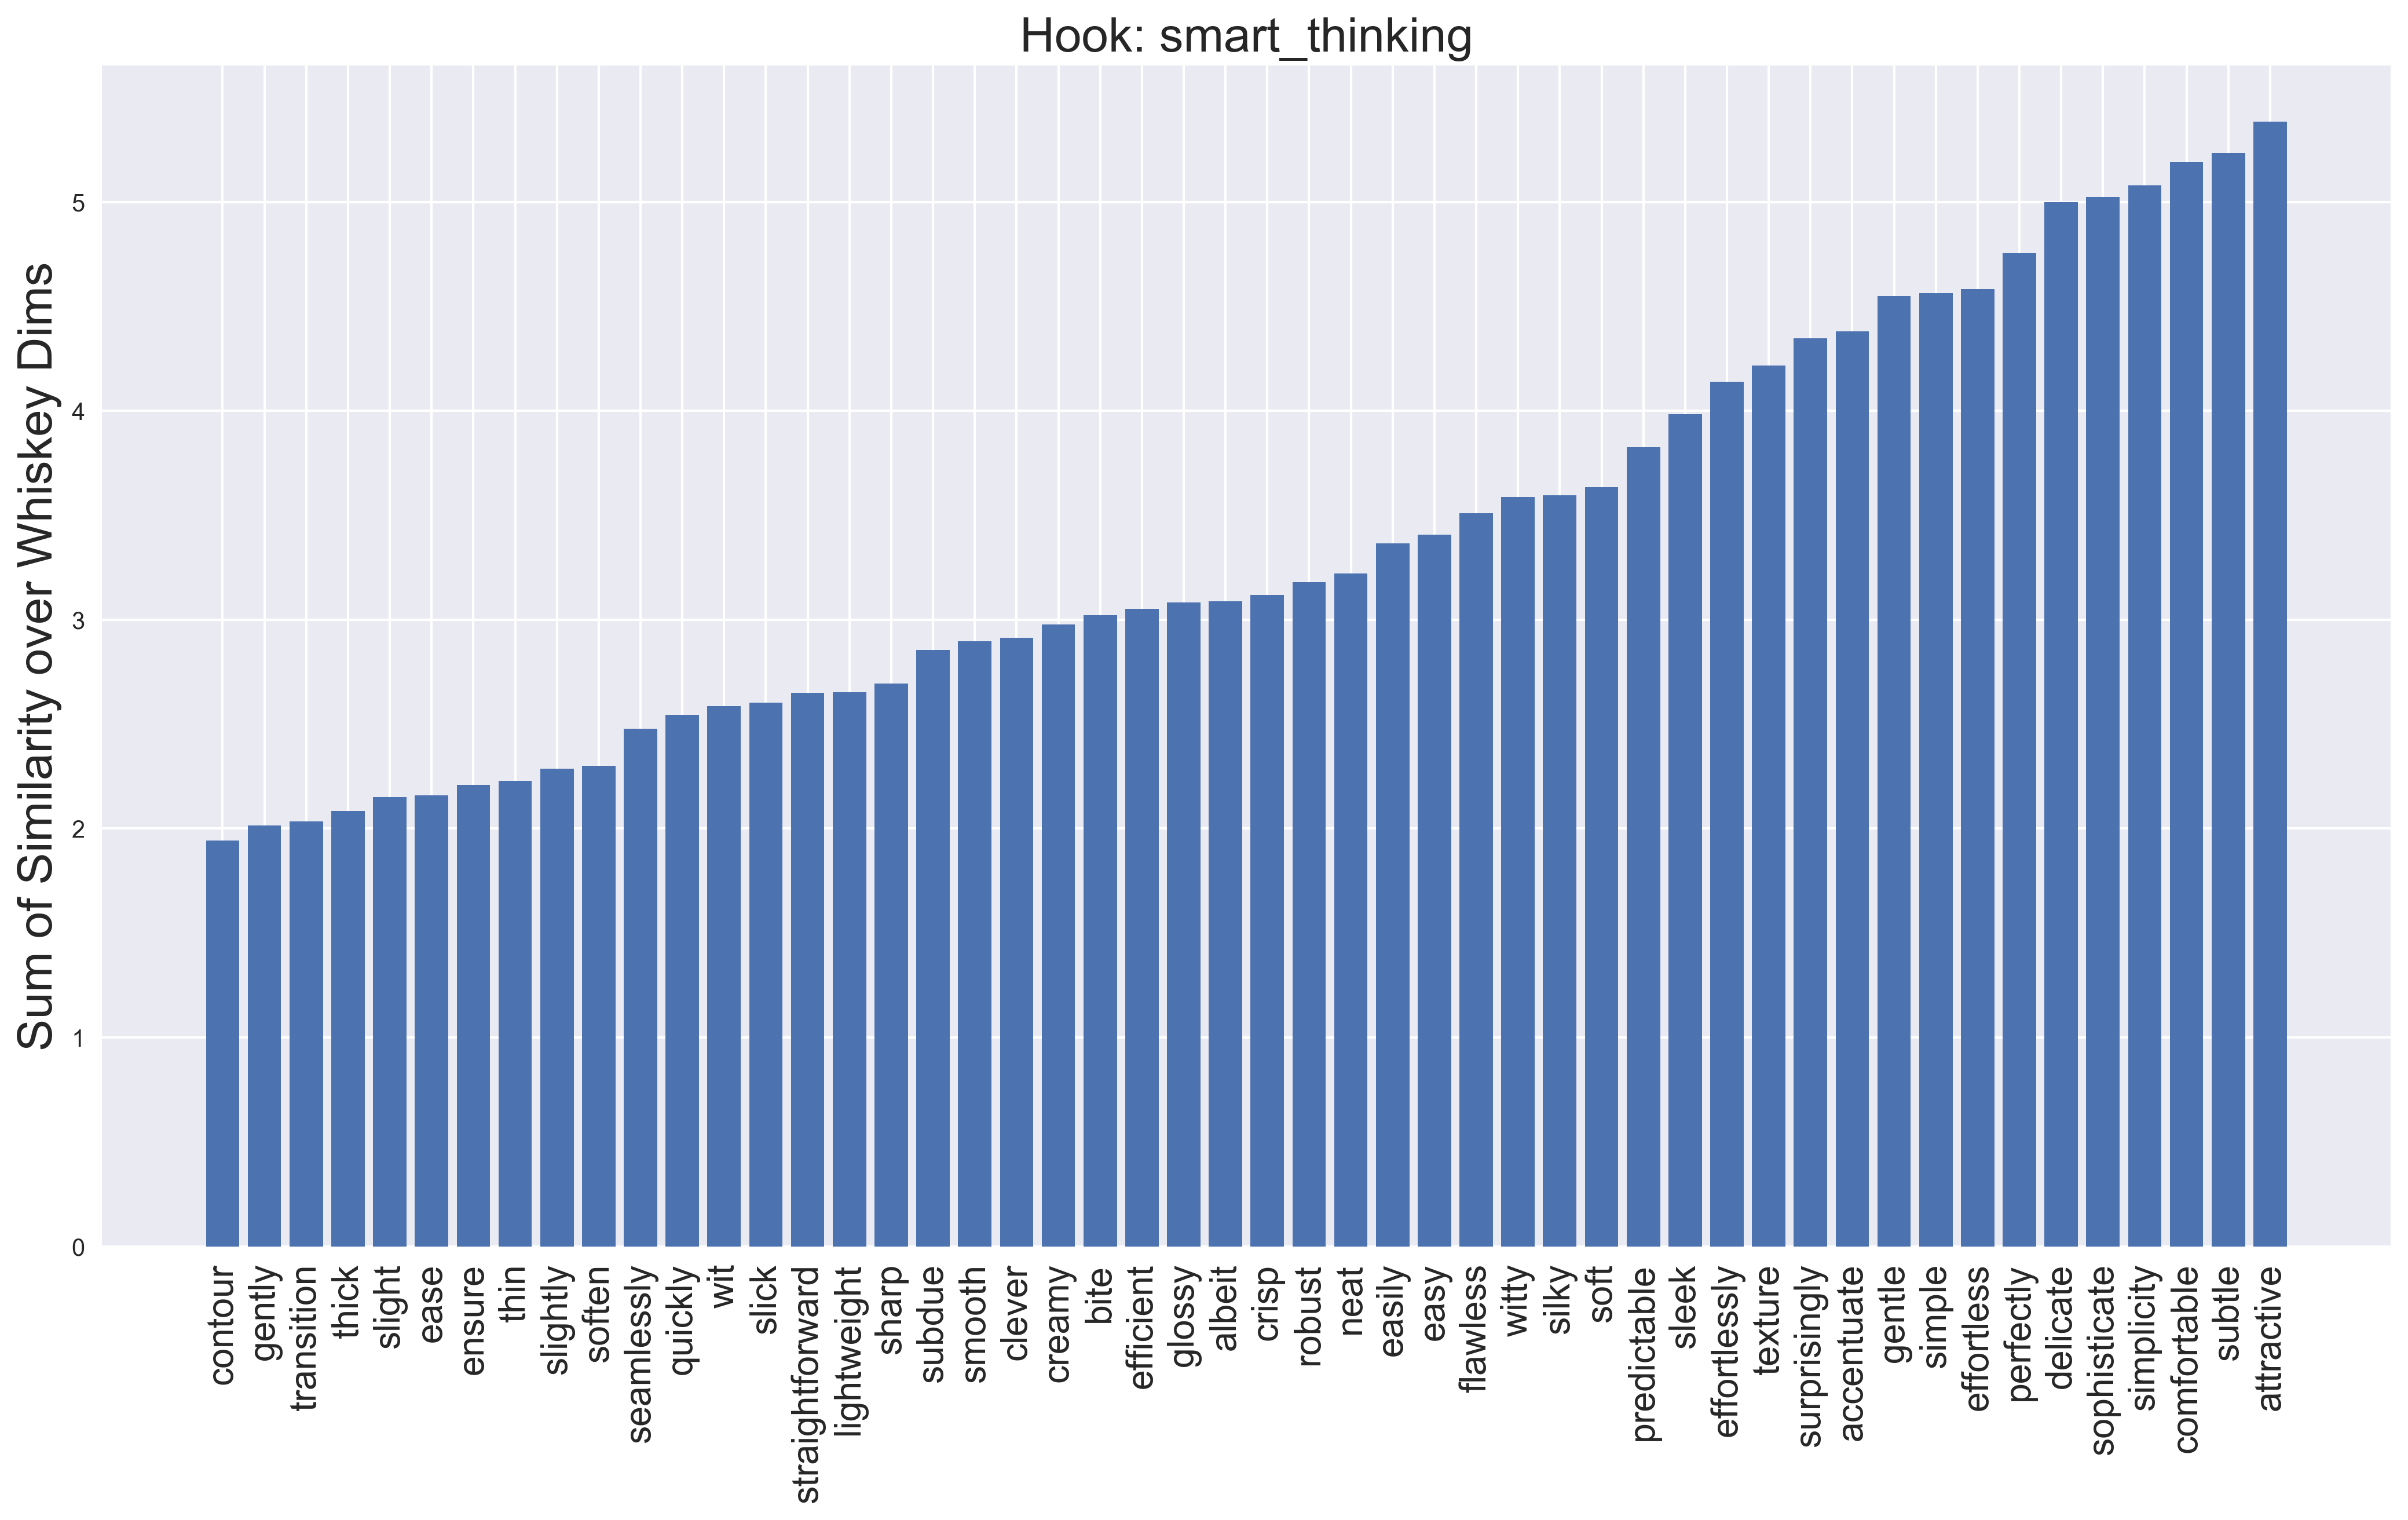 Hook: smart_thinking
Sum of Similarity over Whiskey Dims
5
4
3
2
1
0
contour
gently
transition
thick
slight
ease
ensure
thin
slightly
soften
seamlessly
quickly
wit
slick
straightforward
lightweight
sharp
subdue
smooth
clever
creamy
bite
efficient
glossy
albeit
crisp
robust
neat
easily
easy
flawless
witty
silky
soft
predictable
sleek
effortlessly
texture
surprisingly
accentuate
gentle
simple
effortless
perfectly
delicate
sophisticate
simplicity
comfortable
subtle
attractive